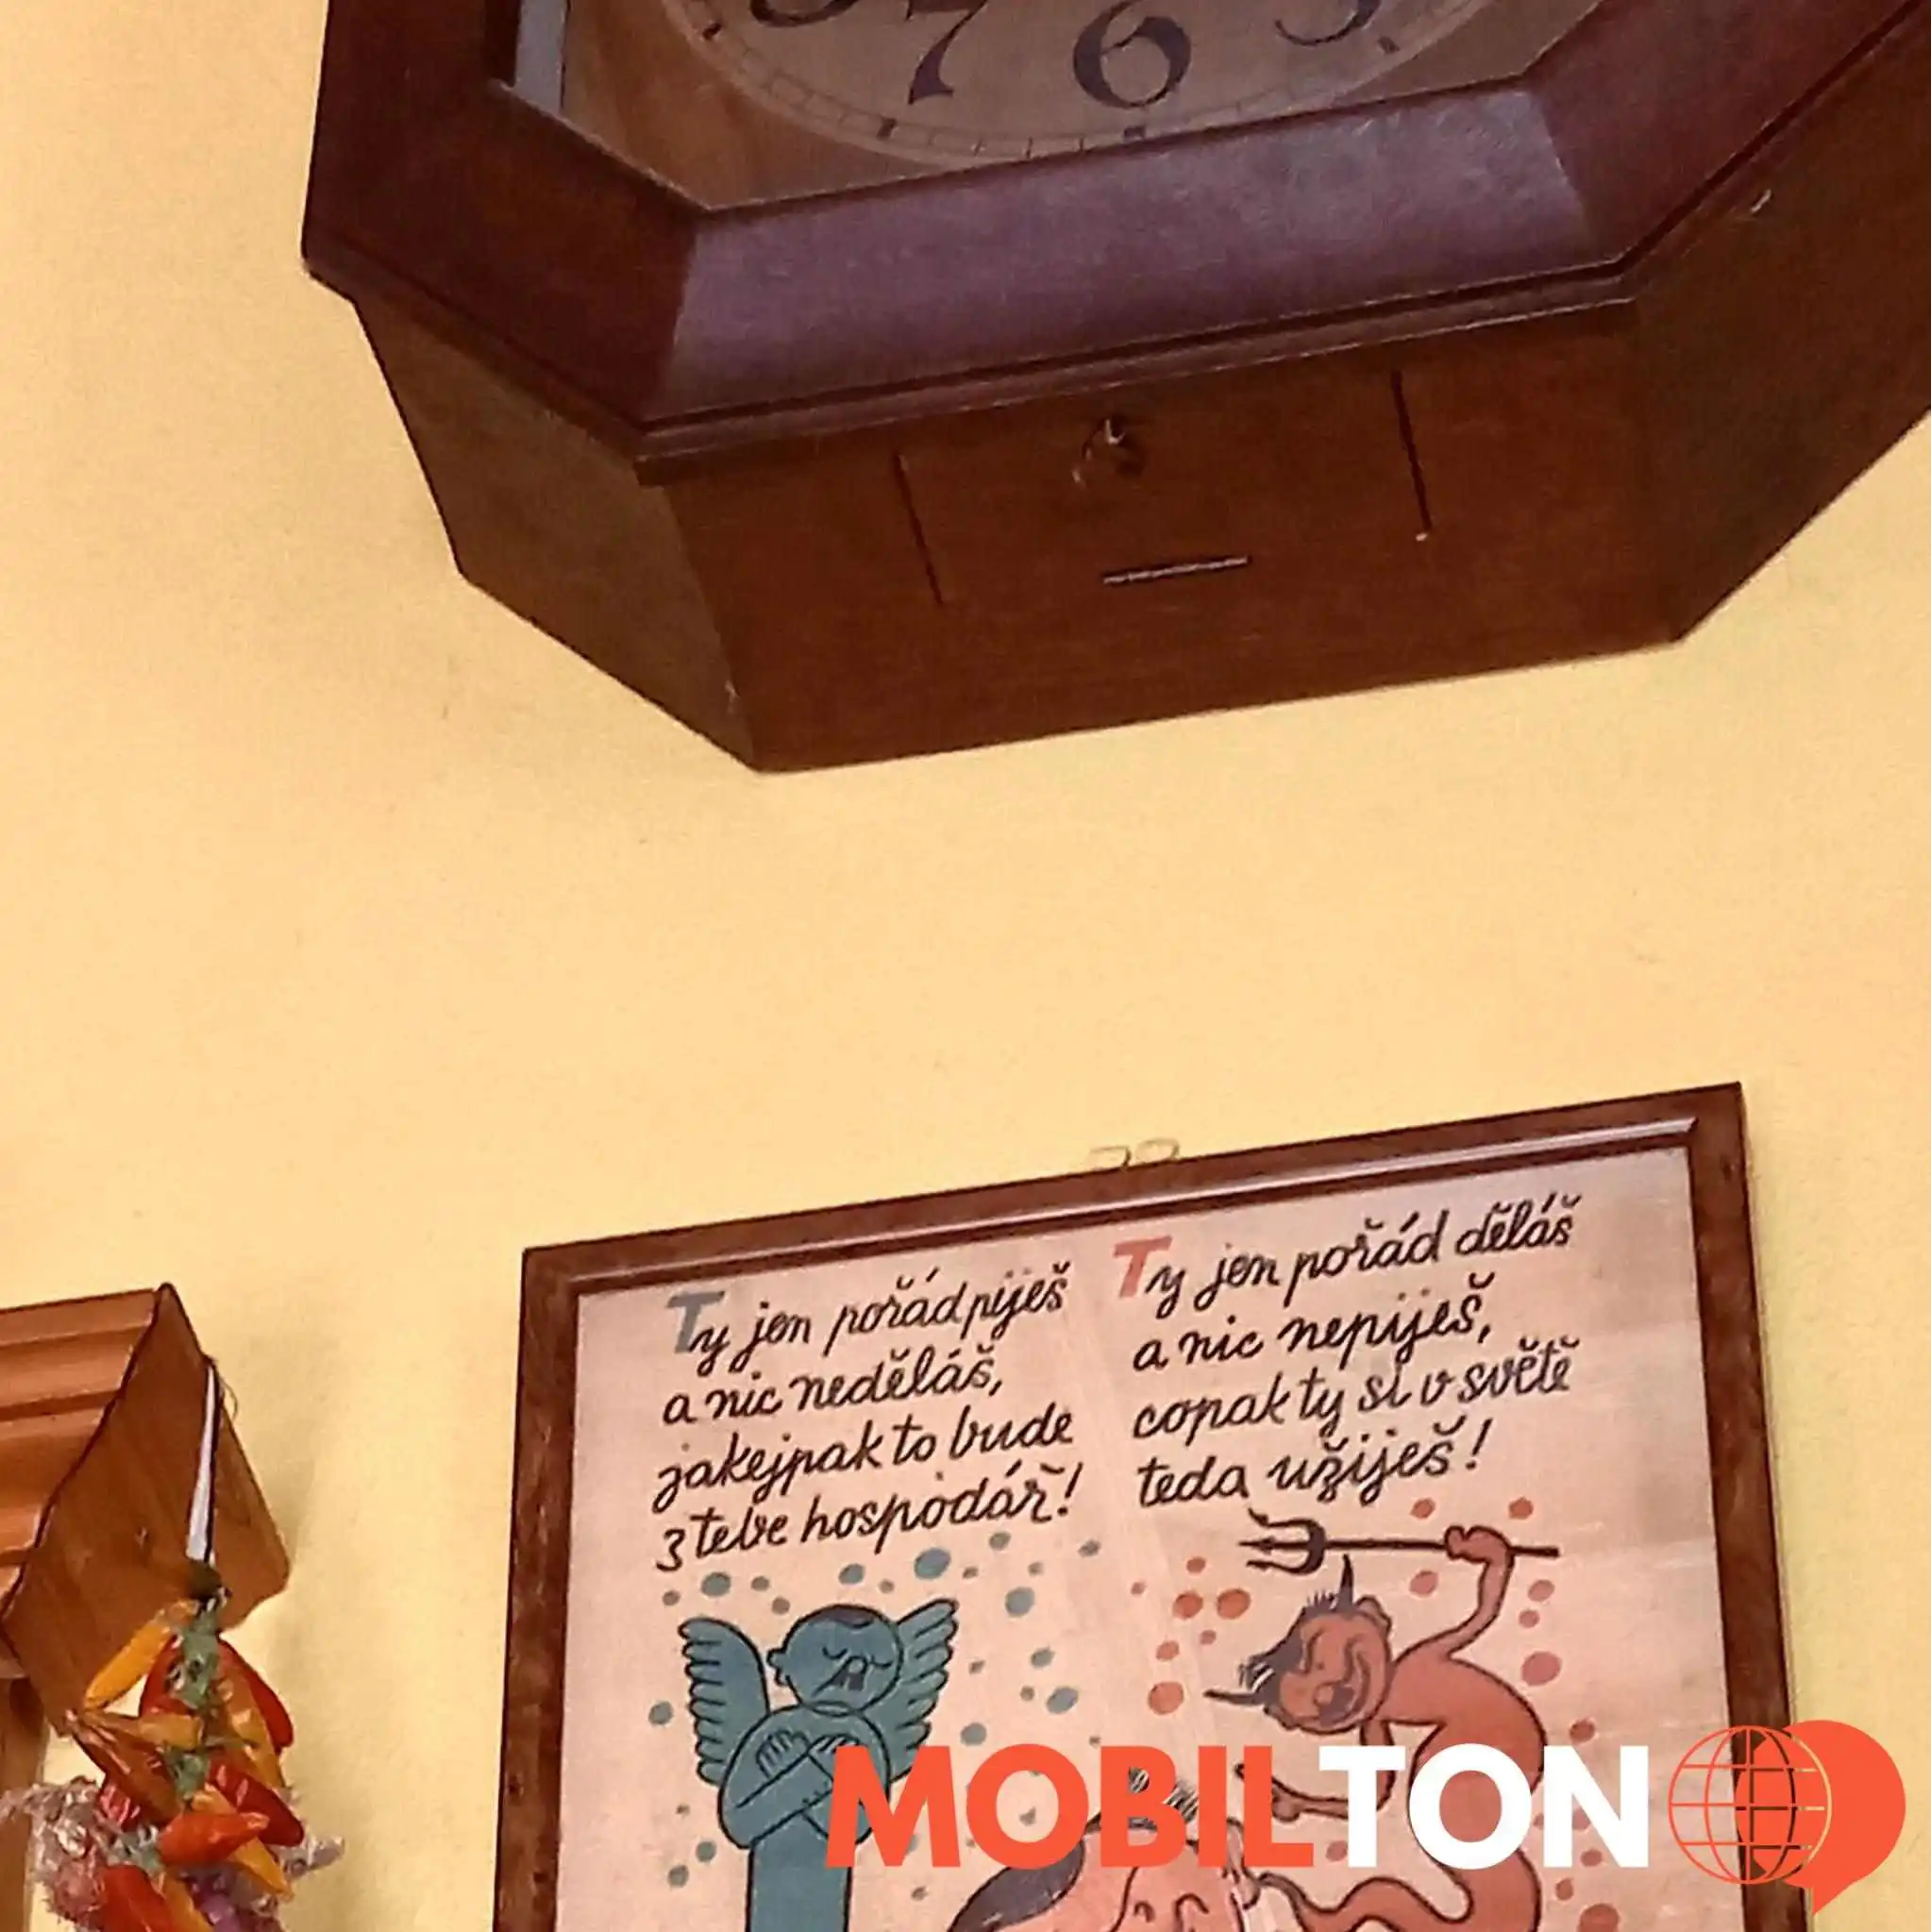 7 6 5
Ty jen pořád piješ
a nic neděláš,
jakejpak to bude
z tebe hospodář!
Ty jen pořád děláš
a nic nepiješ,
copak ty si v světě
teda užiješ!
MOBILTON